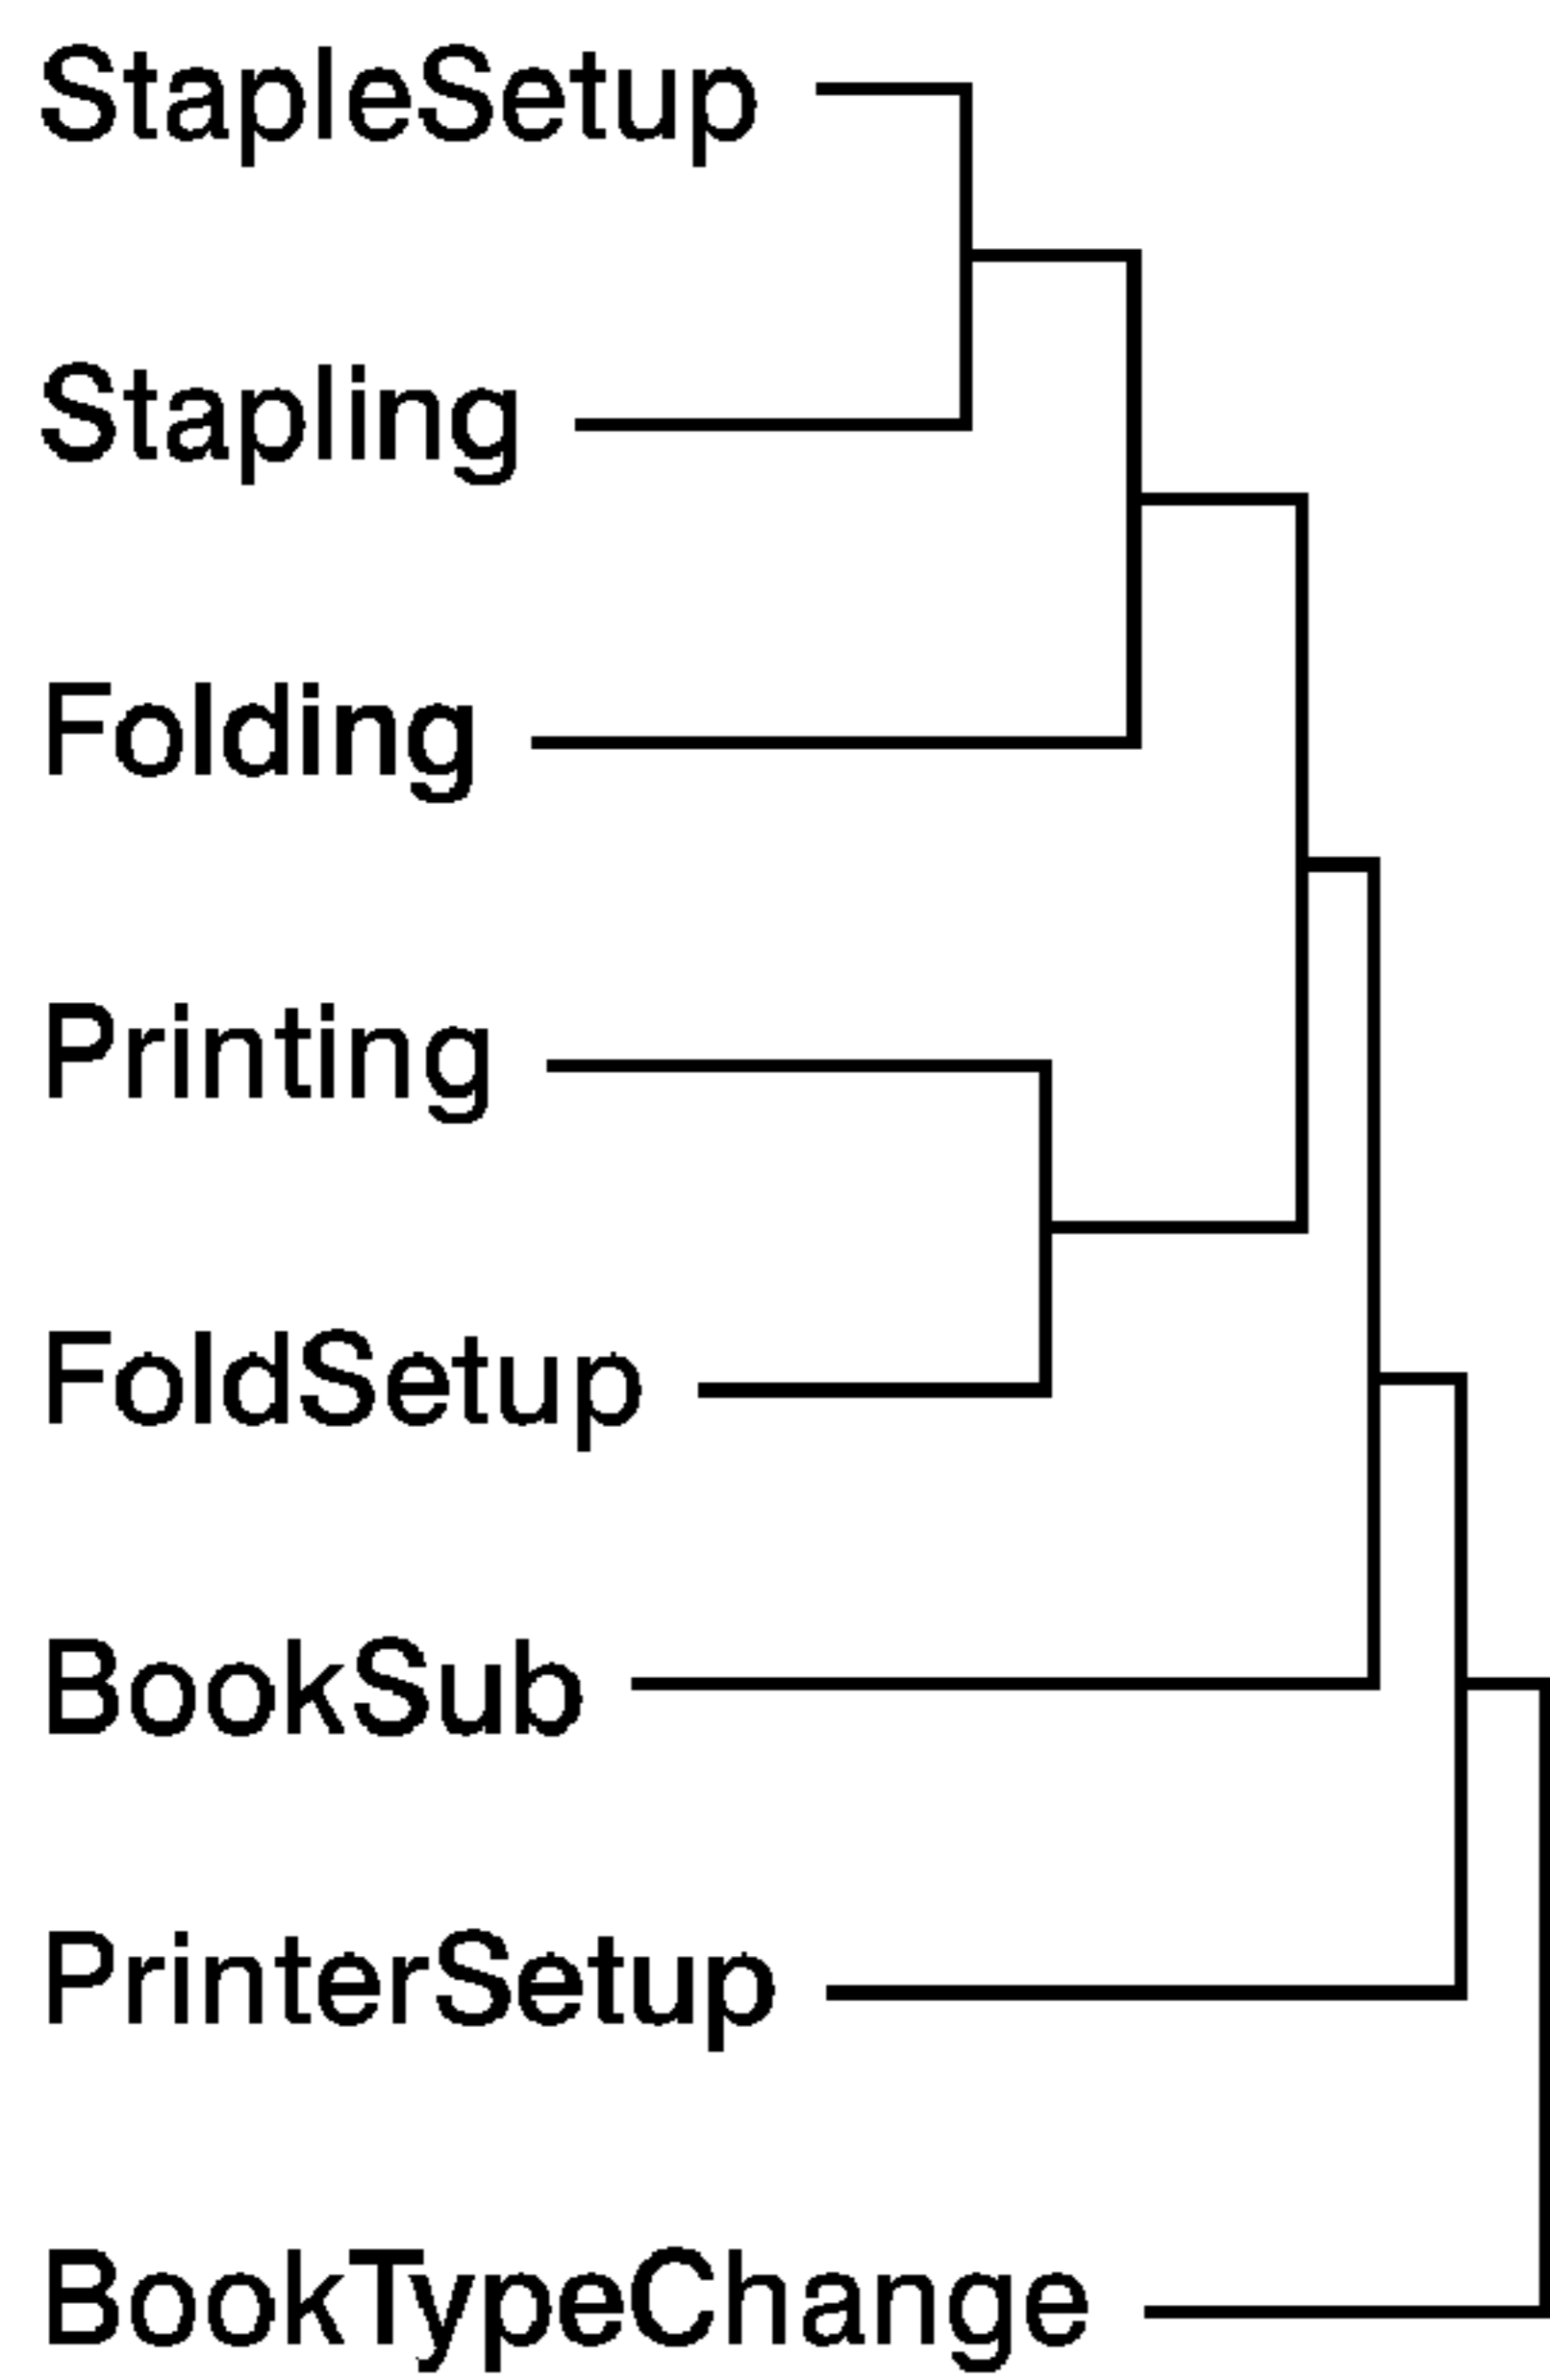 StapleSetup
Stapling
Folding
Printing
FoldSetup
BookSub
PrinterSetup
BookTypeChange